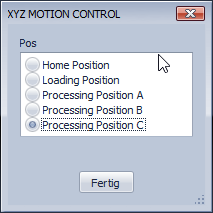 XYZ MOTION CONTROL
Pos
Home Position
Loading Position
Processing Position A
Processing Position B
Processing Position C
Fertig